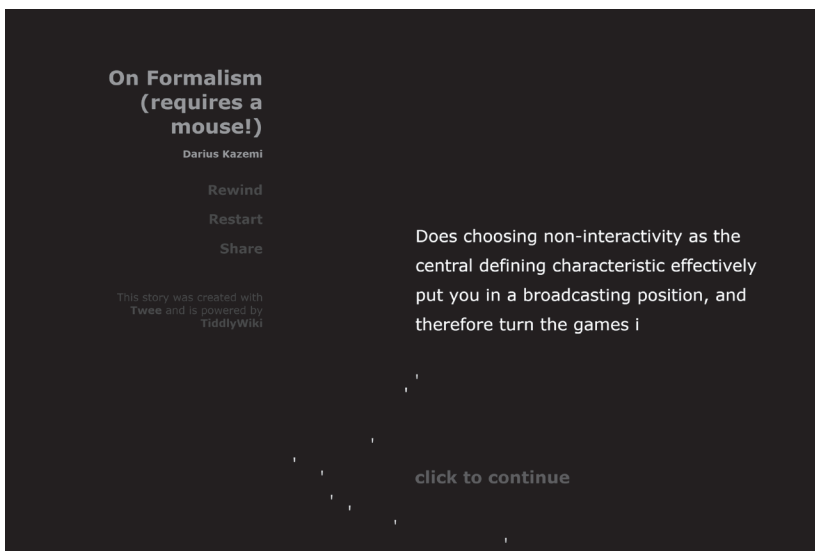 On Formalism
(requires a
mouse!)
Darius Kazemi
Rewind
Restart
Share
This story was created with
Twee and is powered by
TiddlyWiki
Does choosing non-interactivity as the
central defining characteristic effectively
put you in a broadcasting position, and
therefore turn the games i
click to continue